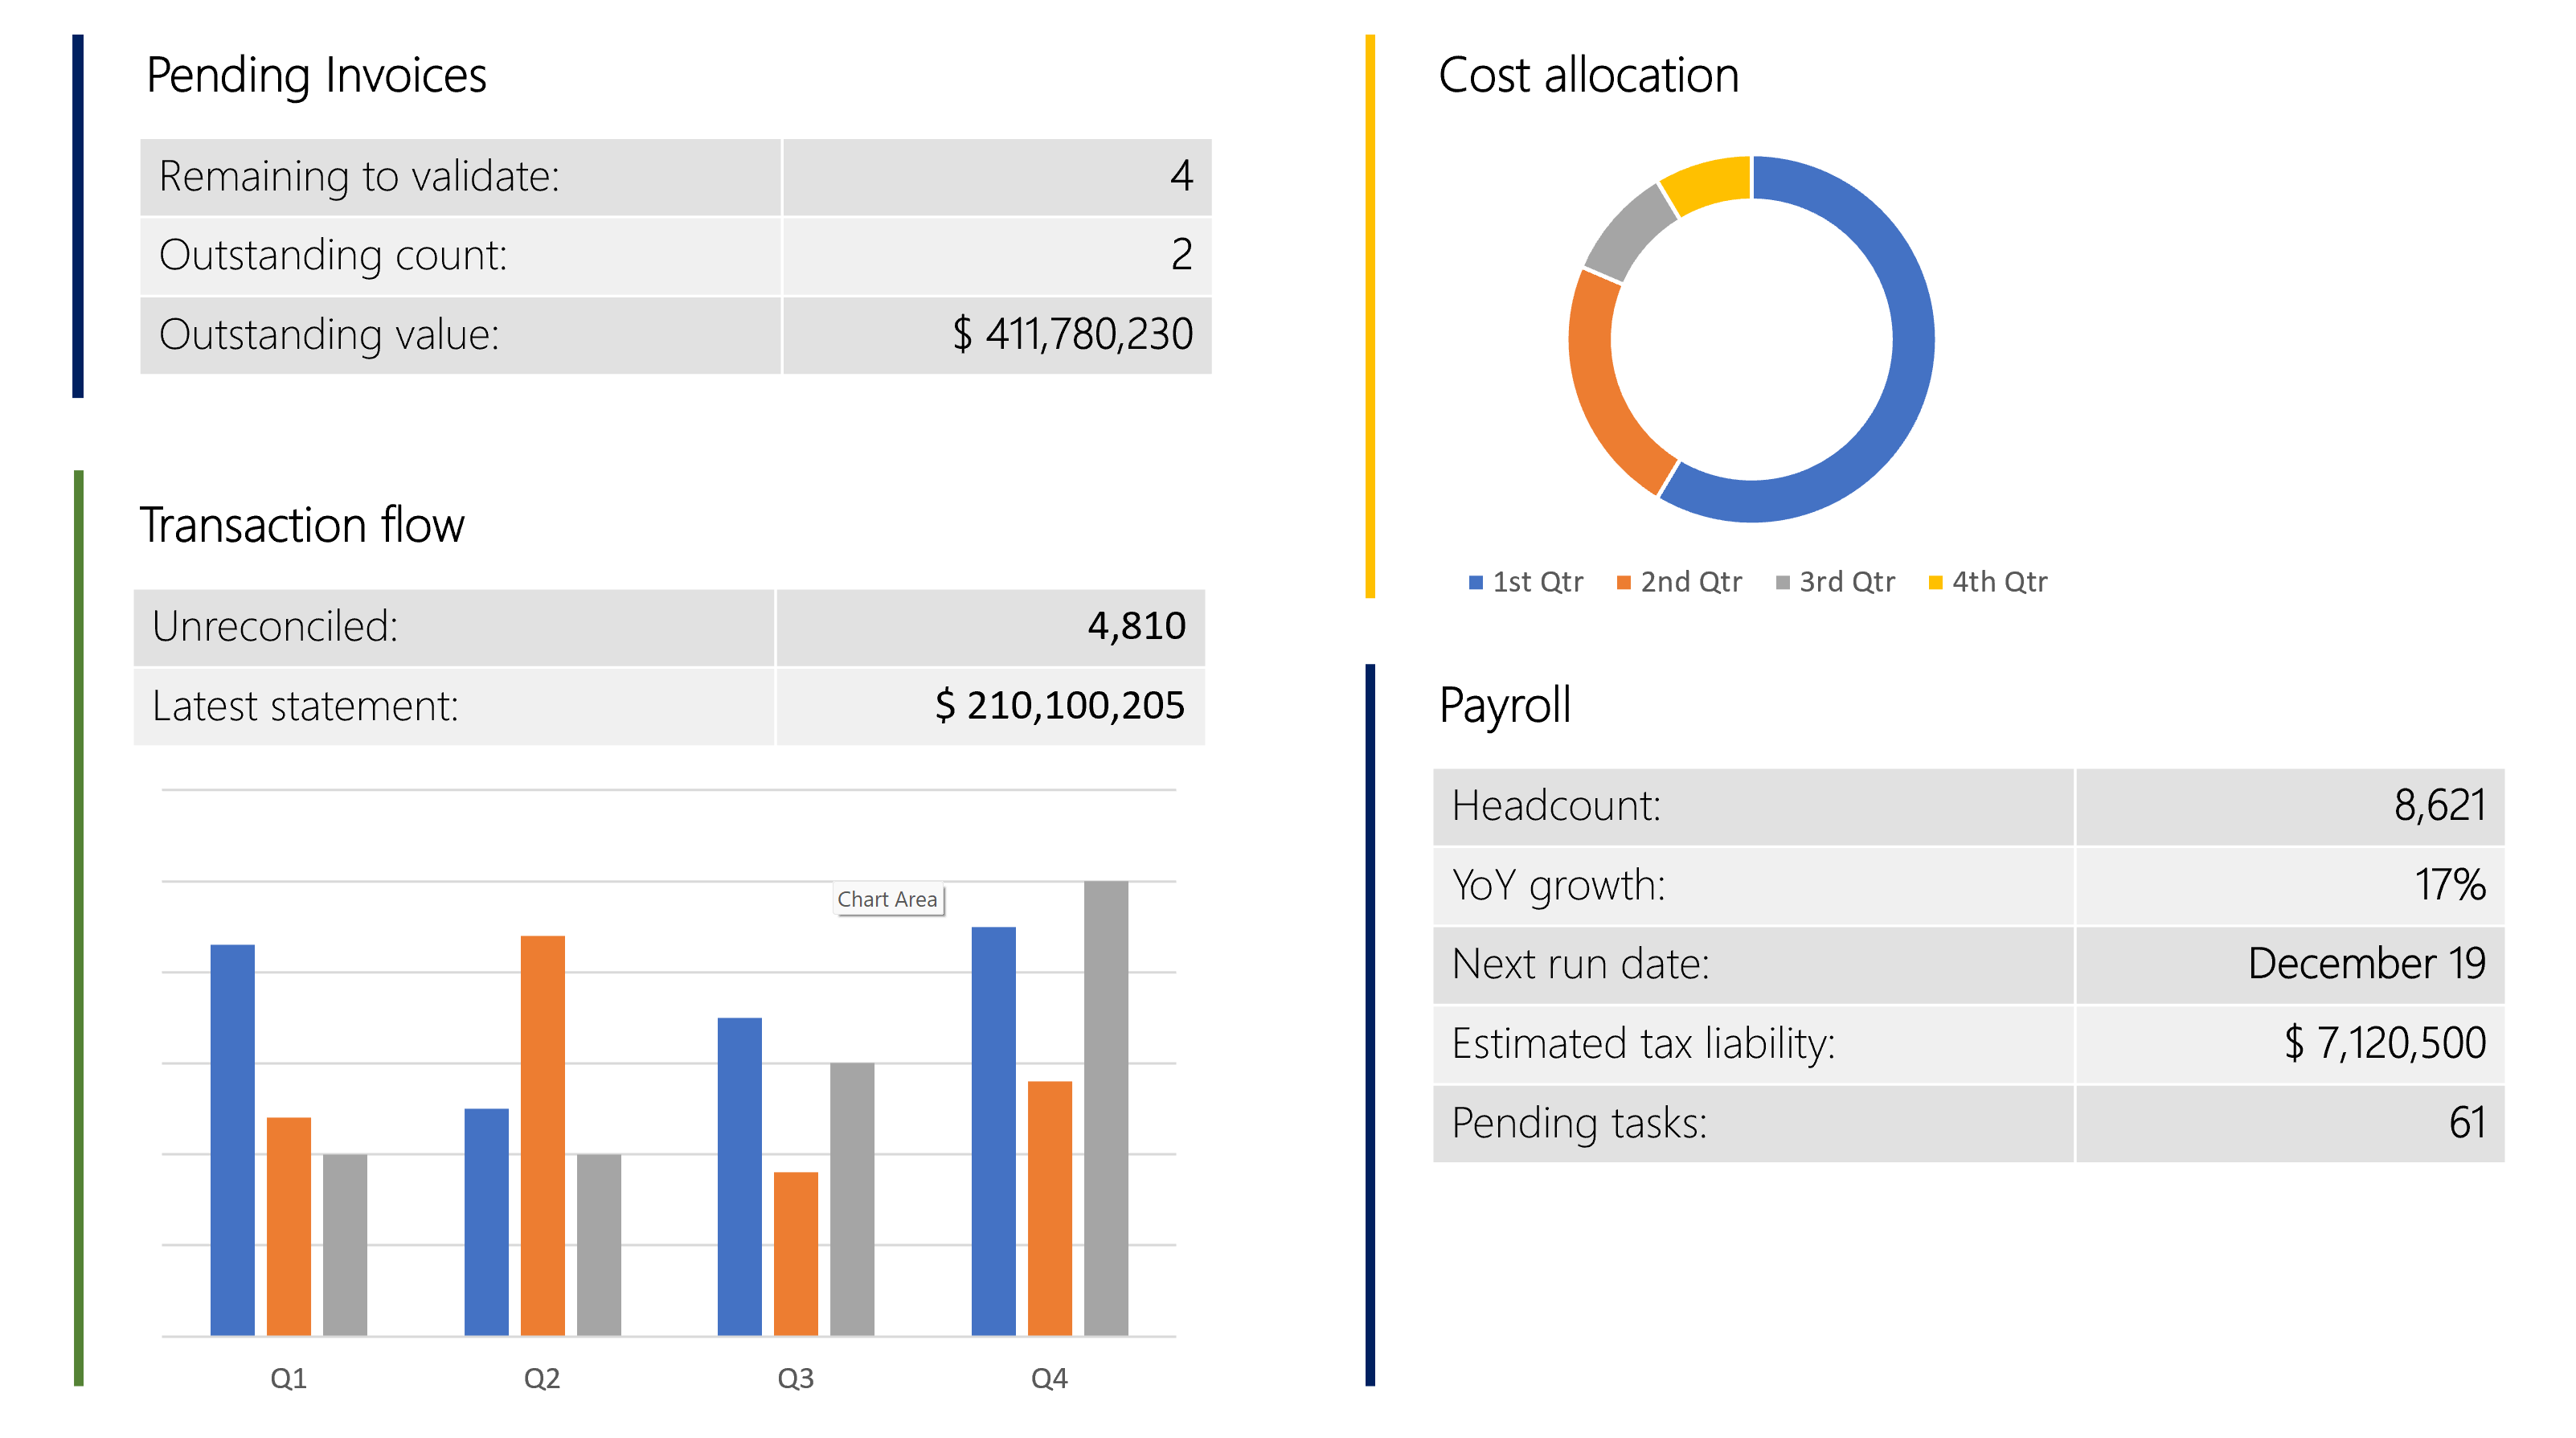 Pending Invoices
Remaining to validate: 4
Outstanding count: 2
Outstanding value: $ 411,780,230
Transaction flow
Unreconciled: 4,810
Latest statement: $ 210,100,205
Chart Area
Q1 Q2 Q3 Q4
Cost allocation
1st Qtr 2nd Qtr 3rd Qtr 4th Qtr
Payroll
Headcount: 8,621
YoY growth: 17%
Next run date: December 19
Estimated tax liability: $ 7,120,500
Pending tasks: 61